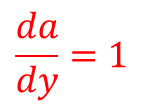 da/dy = 1